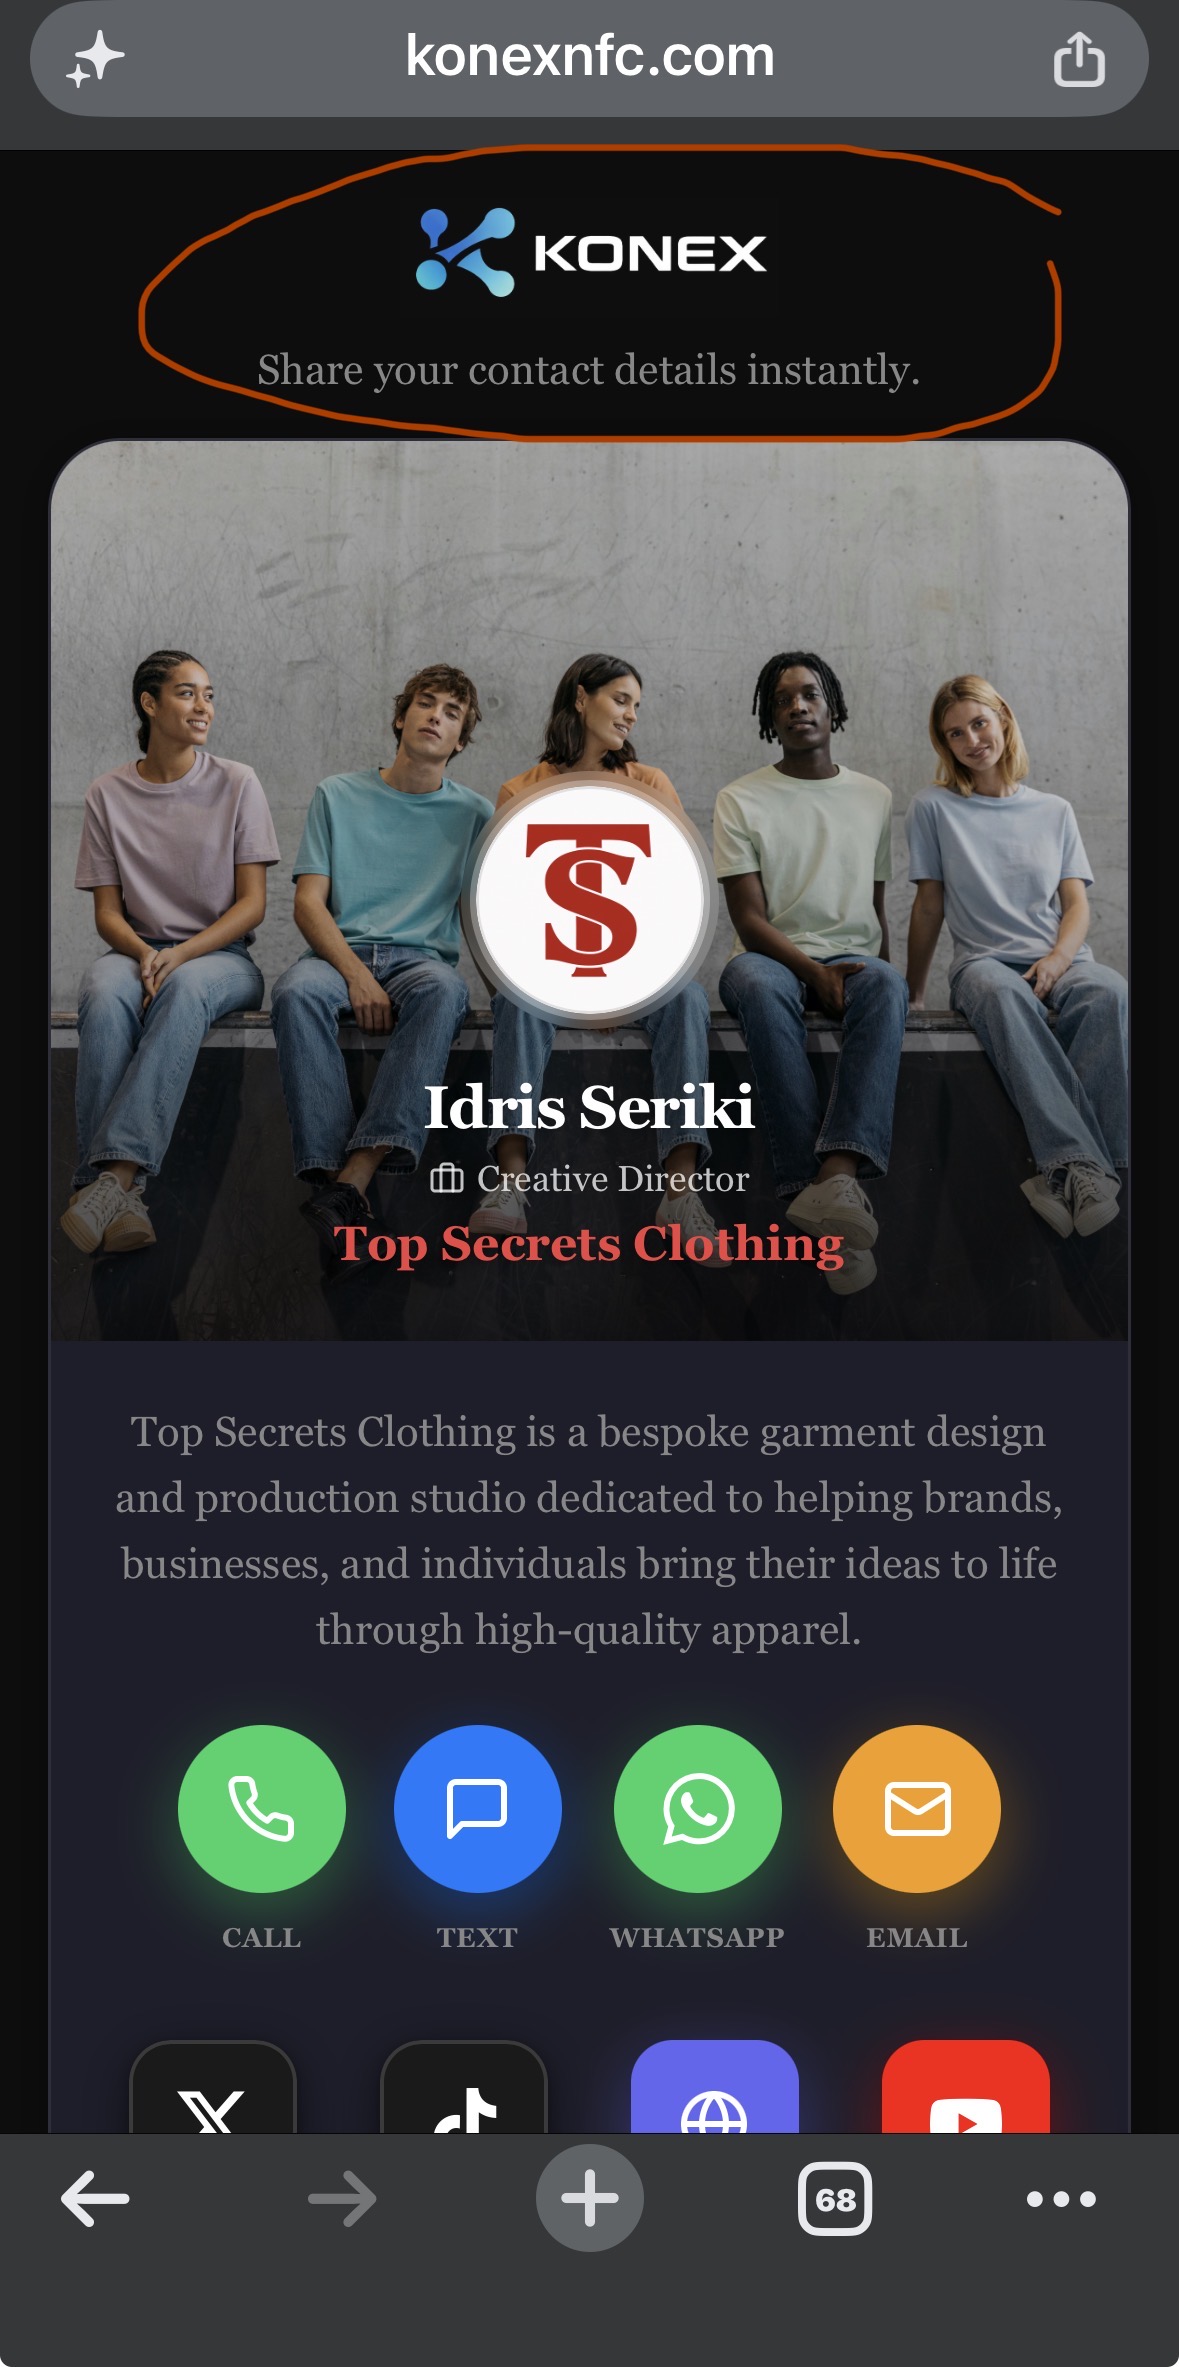 konexnfc.com
KONEX
Share your contact details instantly.
TS
Idris Seriki
Creative Director
Top Secrets Clothing
Top Secrets Clothing is a bespoke garment design
and production studio dedicated to helping brands,
businesses, and individuals bring their ideas to life
through high-quality apparel.
CALL TEXT WHATSAPP EMAIL
68